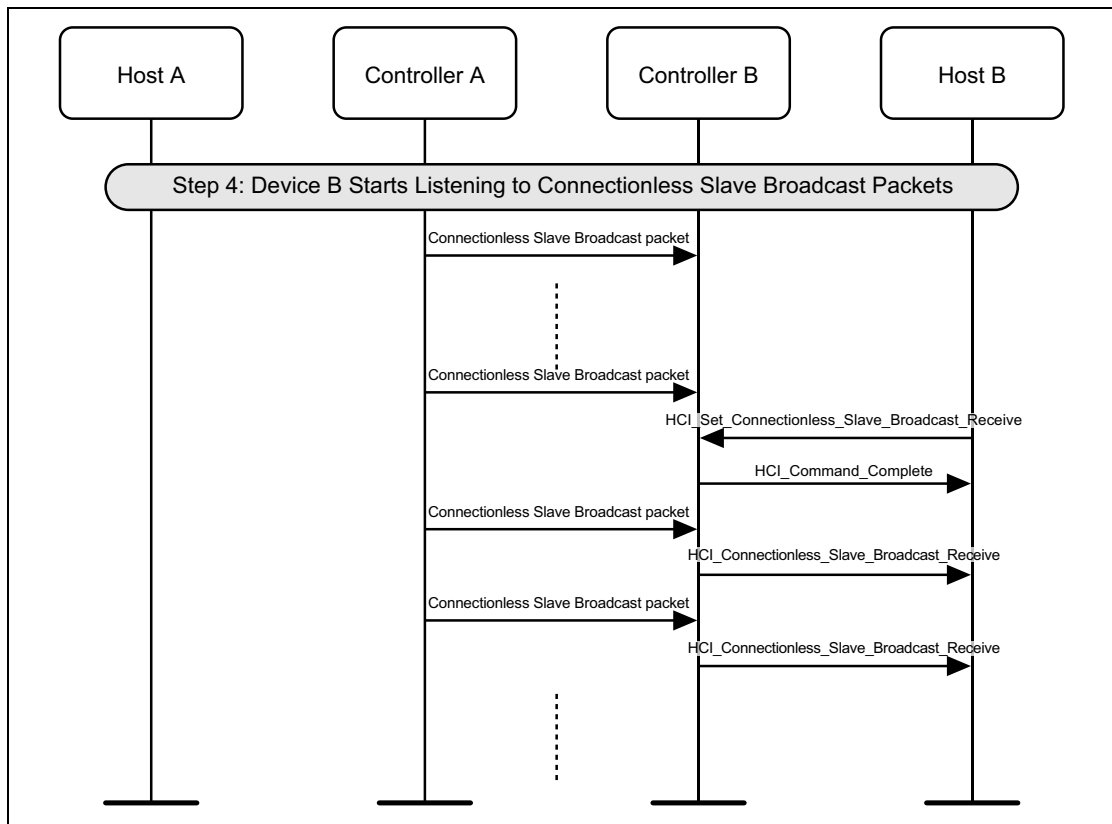 Host A
Controller A
Controller B
Host B
Step 4: Device B Starts Listening to Connectionless Slave Broadcast Packets
Connectionless Slave Broadcast packet
Connectionless Slave Broadcast packet
HCI_Set_Connectionless_Slave_Broadcast_Receive
HCI_Command_Complete
Connectionless Slave Broadcast packet
HCI_Connectionless_Slave_Broadcast_Receive
Connectionless Slave Broadcast packet
HCI_Connectionless_Slave_Broadcast_Receive